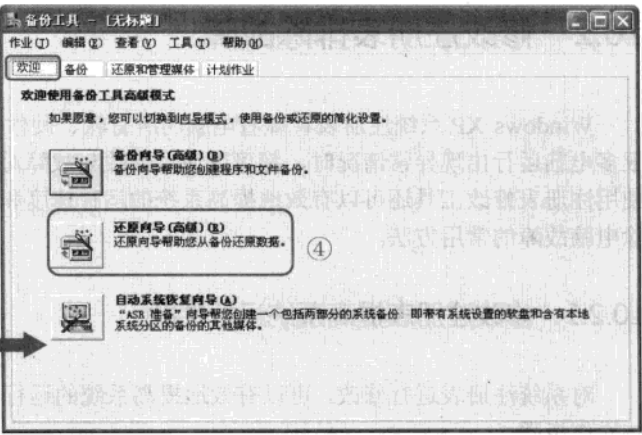 备份工具 - [无标题]
作业(J) 编辑(E) 查看(V) 工具(T) 帮助(H)
欢迎 备份 还原和管理媒体 计划作业
欢迎使用备份工具高级模式
如果愿意，您可以切换到向导模式，使用备份或还原的简化设置。
备份向导(高级)(B)
备份向导帮助您创建程序和文件备份。
还原向导(高级)(R)
还原向导帮助您从备份还原数据。
④
自动系统恢复向导(A)
“ASR 准备”向导帮您创建一个包括两部分的系统备份 即带有系统设置的软盘和含有本地
系统分区的备份的其他媒体。